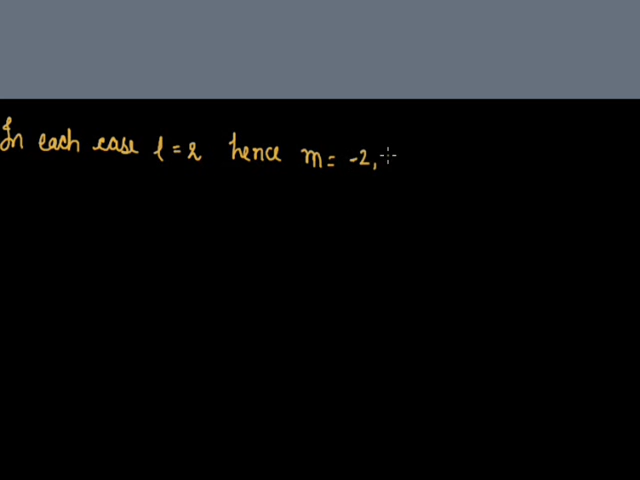 In each case l = 2 hence m = -2,